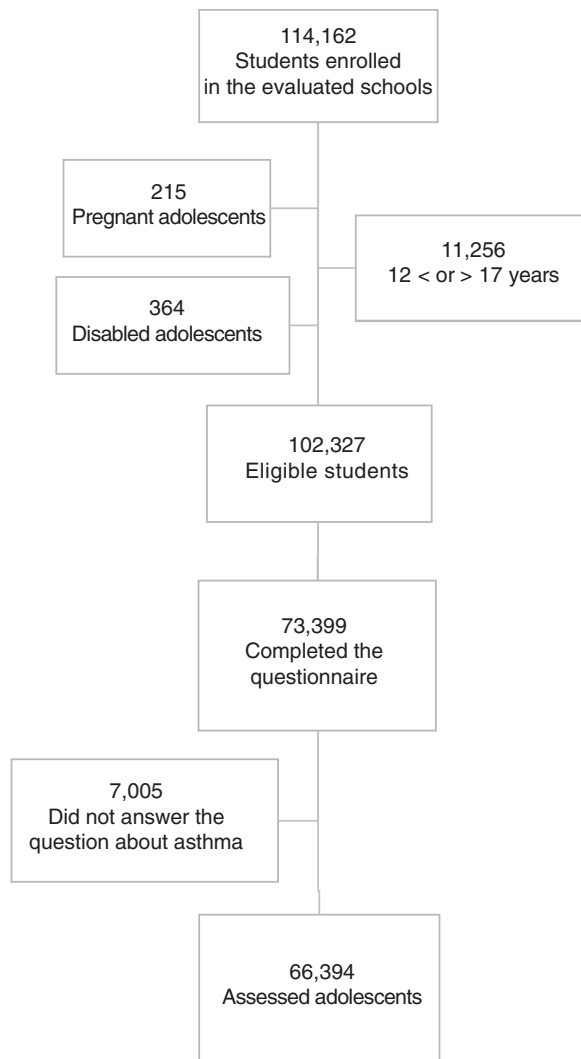 114,162
Students enrolled
in the evaluated schools
215
Pregnant adolescents
11,256
12 < or > 17 years
364
Disabled adolescents
102,327
Eligible students
73,399
Completed the
questionnaire
7,005
Did not answer the
question about asthma
66,394
Assessed adolescents